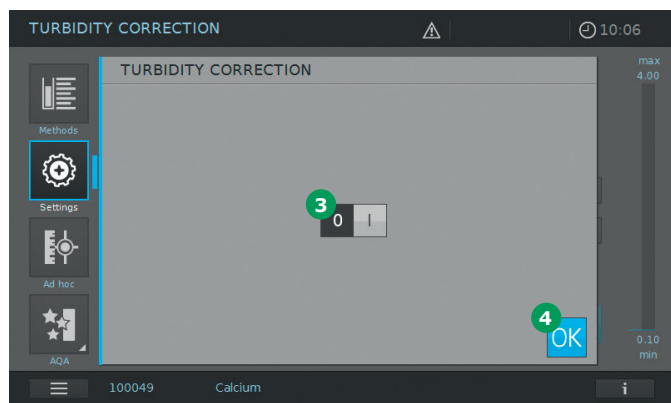 TURBIDITY CORRECTION
10:06
TURBIDITY CORRECTION
max
4.00
Methods
Settings
3
0 I
Ad hoc
4
OK
0.10
min
AQA
100049 Calcium i